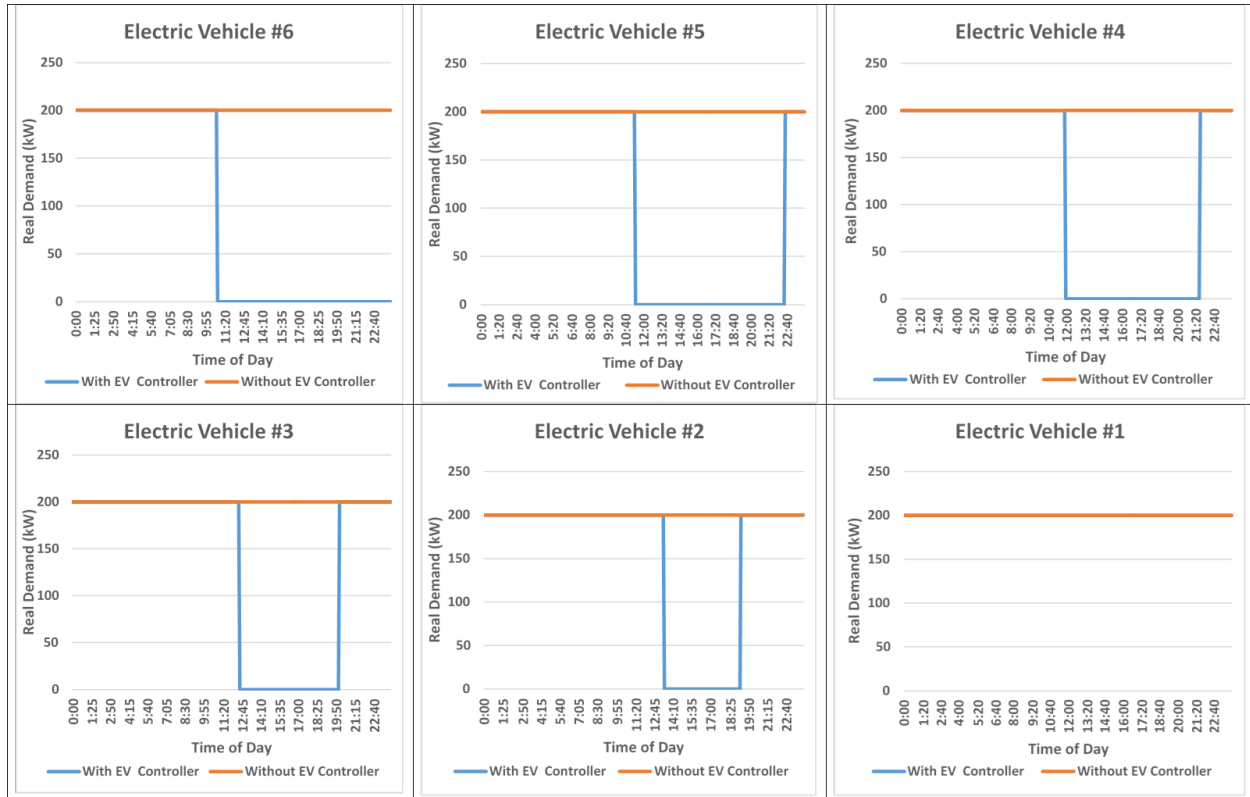 Electric Vehicle #6
250
200
150
100
50
0
Real Demand (kW)
0:00 1:25 2:50 4:15 5:40 7:05 8:30 9:55 11:20 12:45 14:10 15:35 17:00 18:25 19:50 21:15 22:40
Time of Day
With EV Controller Without EV Controller
Electric Vehicle #5
250
200
150
100
50
0
Real Demand (kW)
0:00 1:20 2:40 4:00 5:20 6:40 8:00 9:20 10:40 12:00 13:20 14:40 16:00 17:20 18:40 20:00 21:20 22:40
Time of Day
With EV Controller Without EV Controller
Electric Vehicle #4
250
200
150
100
50
0
Real Demand (kW)
0:00 1:20 2:40 4:00 5:20 6:40 8:00 9:20 10:40 12:00 13:20 14:40 16:00 17:20 18:40 20:00 21:20 22:40
Time of Day
With EV Controller Without EV Controller
Electric Vehicle #3
250
200
150
100
50
0
Real Demand (kW)
0:00 1:25 2:50 4:15 5:40 7:05 8:30 9:55 11:20 12:45 14:10 15:35 17:00 18:25 19:50 21:15 22:40
Time of Day
With EV Controller Without EV Controller
Electric Vehicle #2
250
200
150
100
50
0
Real Demand (kW)
0:00 1:25 2:50 4:15 5:40 7:05 8:30 9:55 11:20 12:45 14:10 15:35 17:00 18:25 19:50 21:15 22:40
Time of Day
With EV Controller Without EV Controller
Electric Vehicle #1
250
200
150
100
50
0
Real Demand (kW)
0:00 1:20 2:40 4:00 5:20 6:40 8:00 9:20 10:40 12:00 13:20 14:40 16:00 17:20 18:40 20:00 21:20 22:40
Time of Day
With EV Controller Without EV Controller